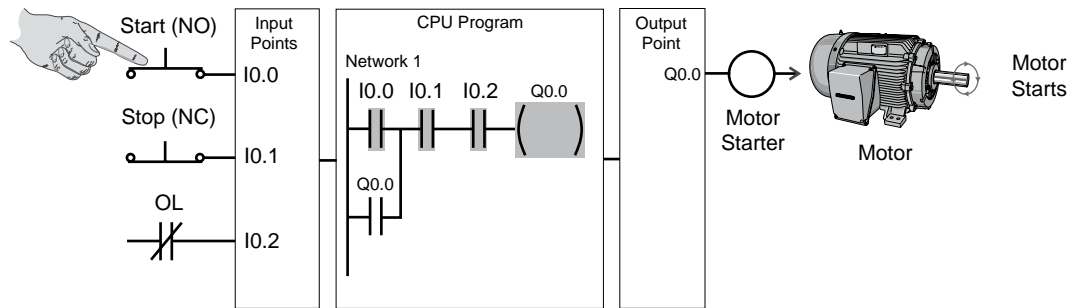 Start (NO)
I0.0
Stop (NC)
I0.1
OL
I0.2
Input
Points
CPU Program
Network 1
I0.0 I0.1 I0.2 Q0.0
Q0.0
Output
Point
Q0.0
Motor
Starter
Motor
Motor
Starts